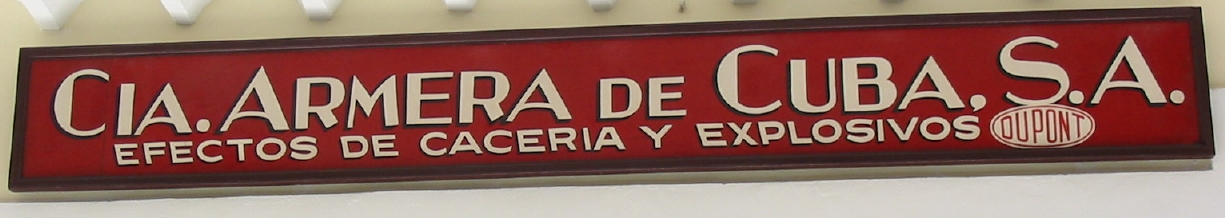 CIA. ARMERA DE CUBA, S.A.
EFECTOS DE CACERIA Y EXPLOSIVOS DUPONT